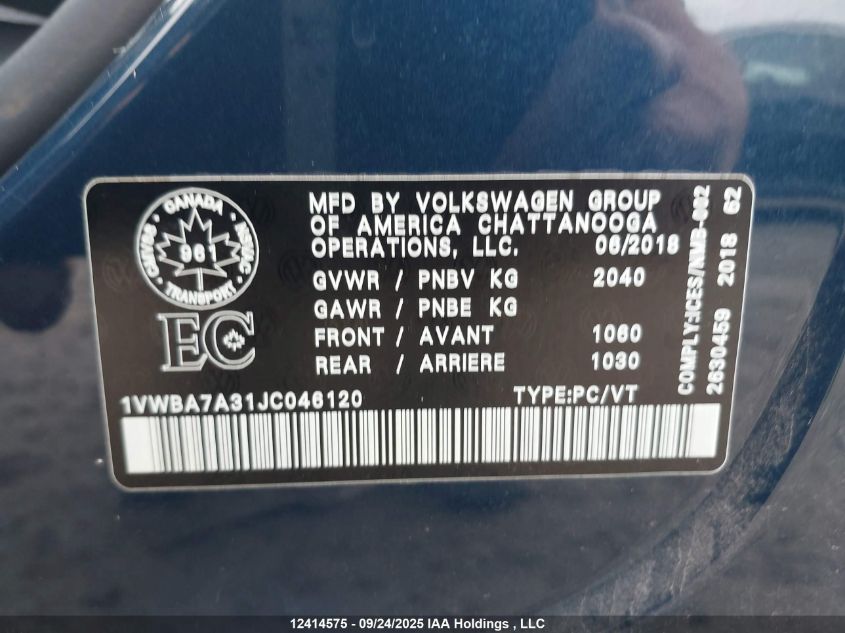 CANADA
CMVSS NSVAC
961
TRANSPORT
EC
MFD BY VOLKSWAGEN GROUP
OF AMERICA CHATTANOOGA
OPERATIONS, LLC. 06/2018
GVWR / PNBV KG 2040
GAWR / PNBE KG
FRONT / AVANT 1060
REAR / ARRIERE 1030
1VWBA7A31JC046120 TYPE:PC/VT
COMPLY:ICES/NMB-002
2630459 2018 62
12414575 - 09/24/2025 IAA Holdings , LLC